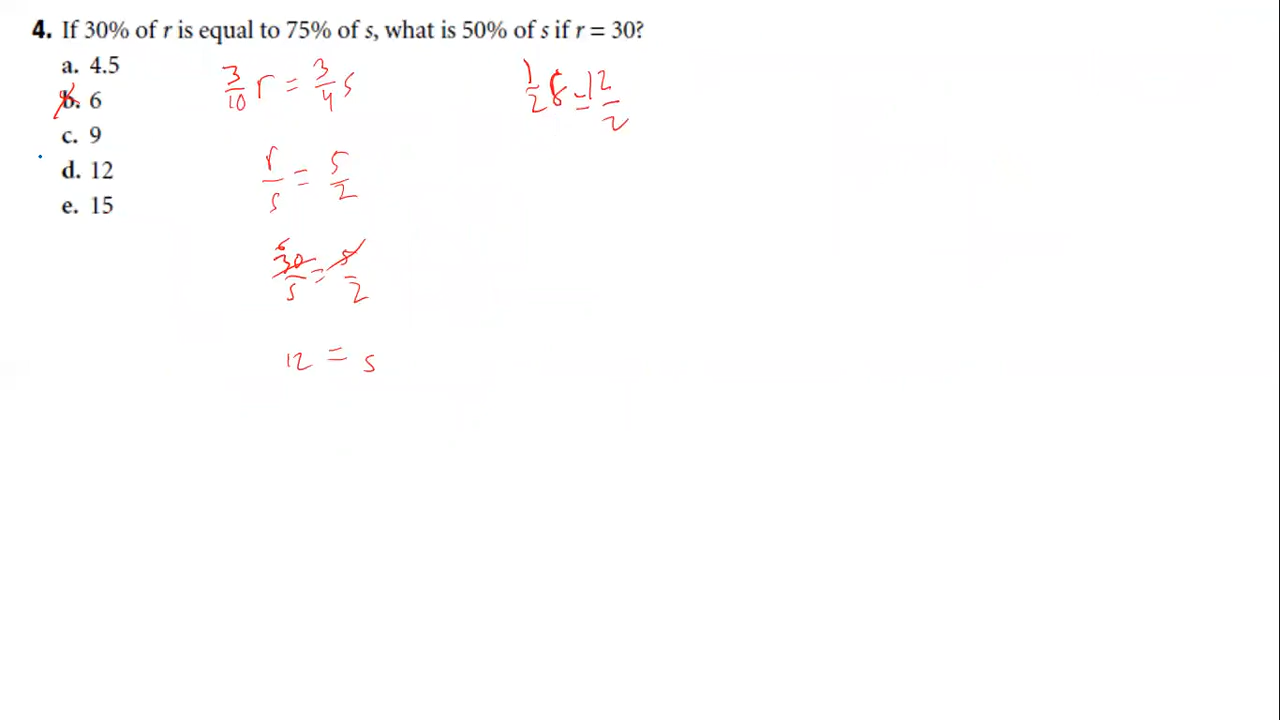 4. If 30% of r is equal to 75% of s, what is 50% of s if r = 30?
a. 4.5
b. 6
c. 9
d. 12
e. 15
3/10 r = 3/4 s
r/s = 5/2
6
30/s = 5/2
12 = s
1/2 s = 12/2